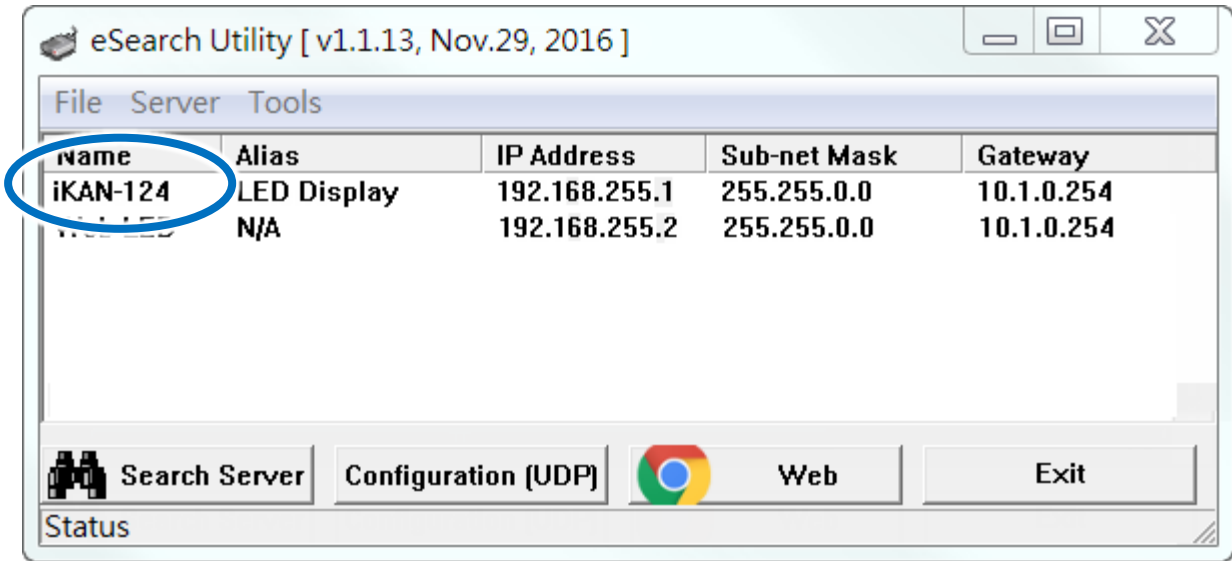 eSearch Utility [ v1.1.13, Nov.29, 2016 ]
File Server Tools
Name Alias IP Address Sub-net Mask Gateway
iKAN-124 LED Display 192.168.255.1 255.255.0.0 10.1.0.254
N/A 192.168.255.2 255.255.0.0 10.1.0.254
Search Server Configuration (UDP) Web Exit
Status